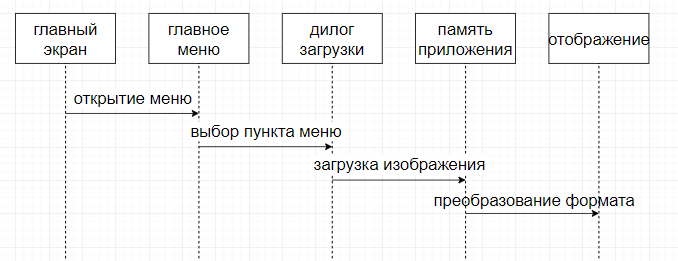 главный
экран
главное
меню
дилог
загрузки
память
приложения
отображение
открытие меню
выбор пункта меню
загрузка изображения
преобразование формата